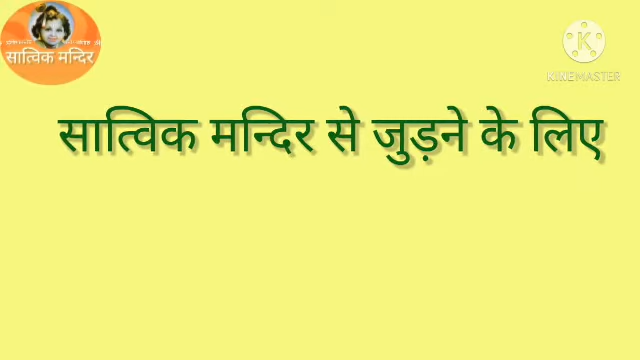 सात्विक मन्दिर
KINEMASTER
सात्विक मन्दिर से जुड़ने के लिए